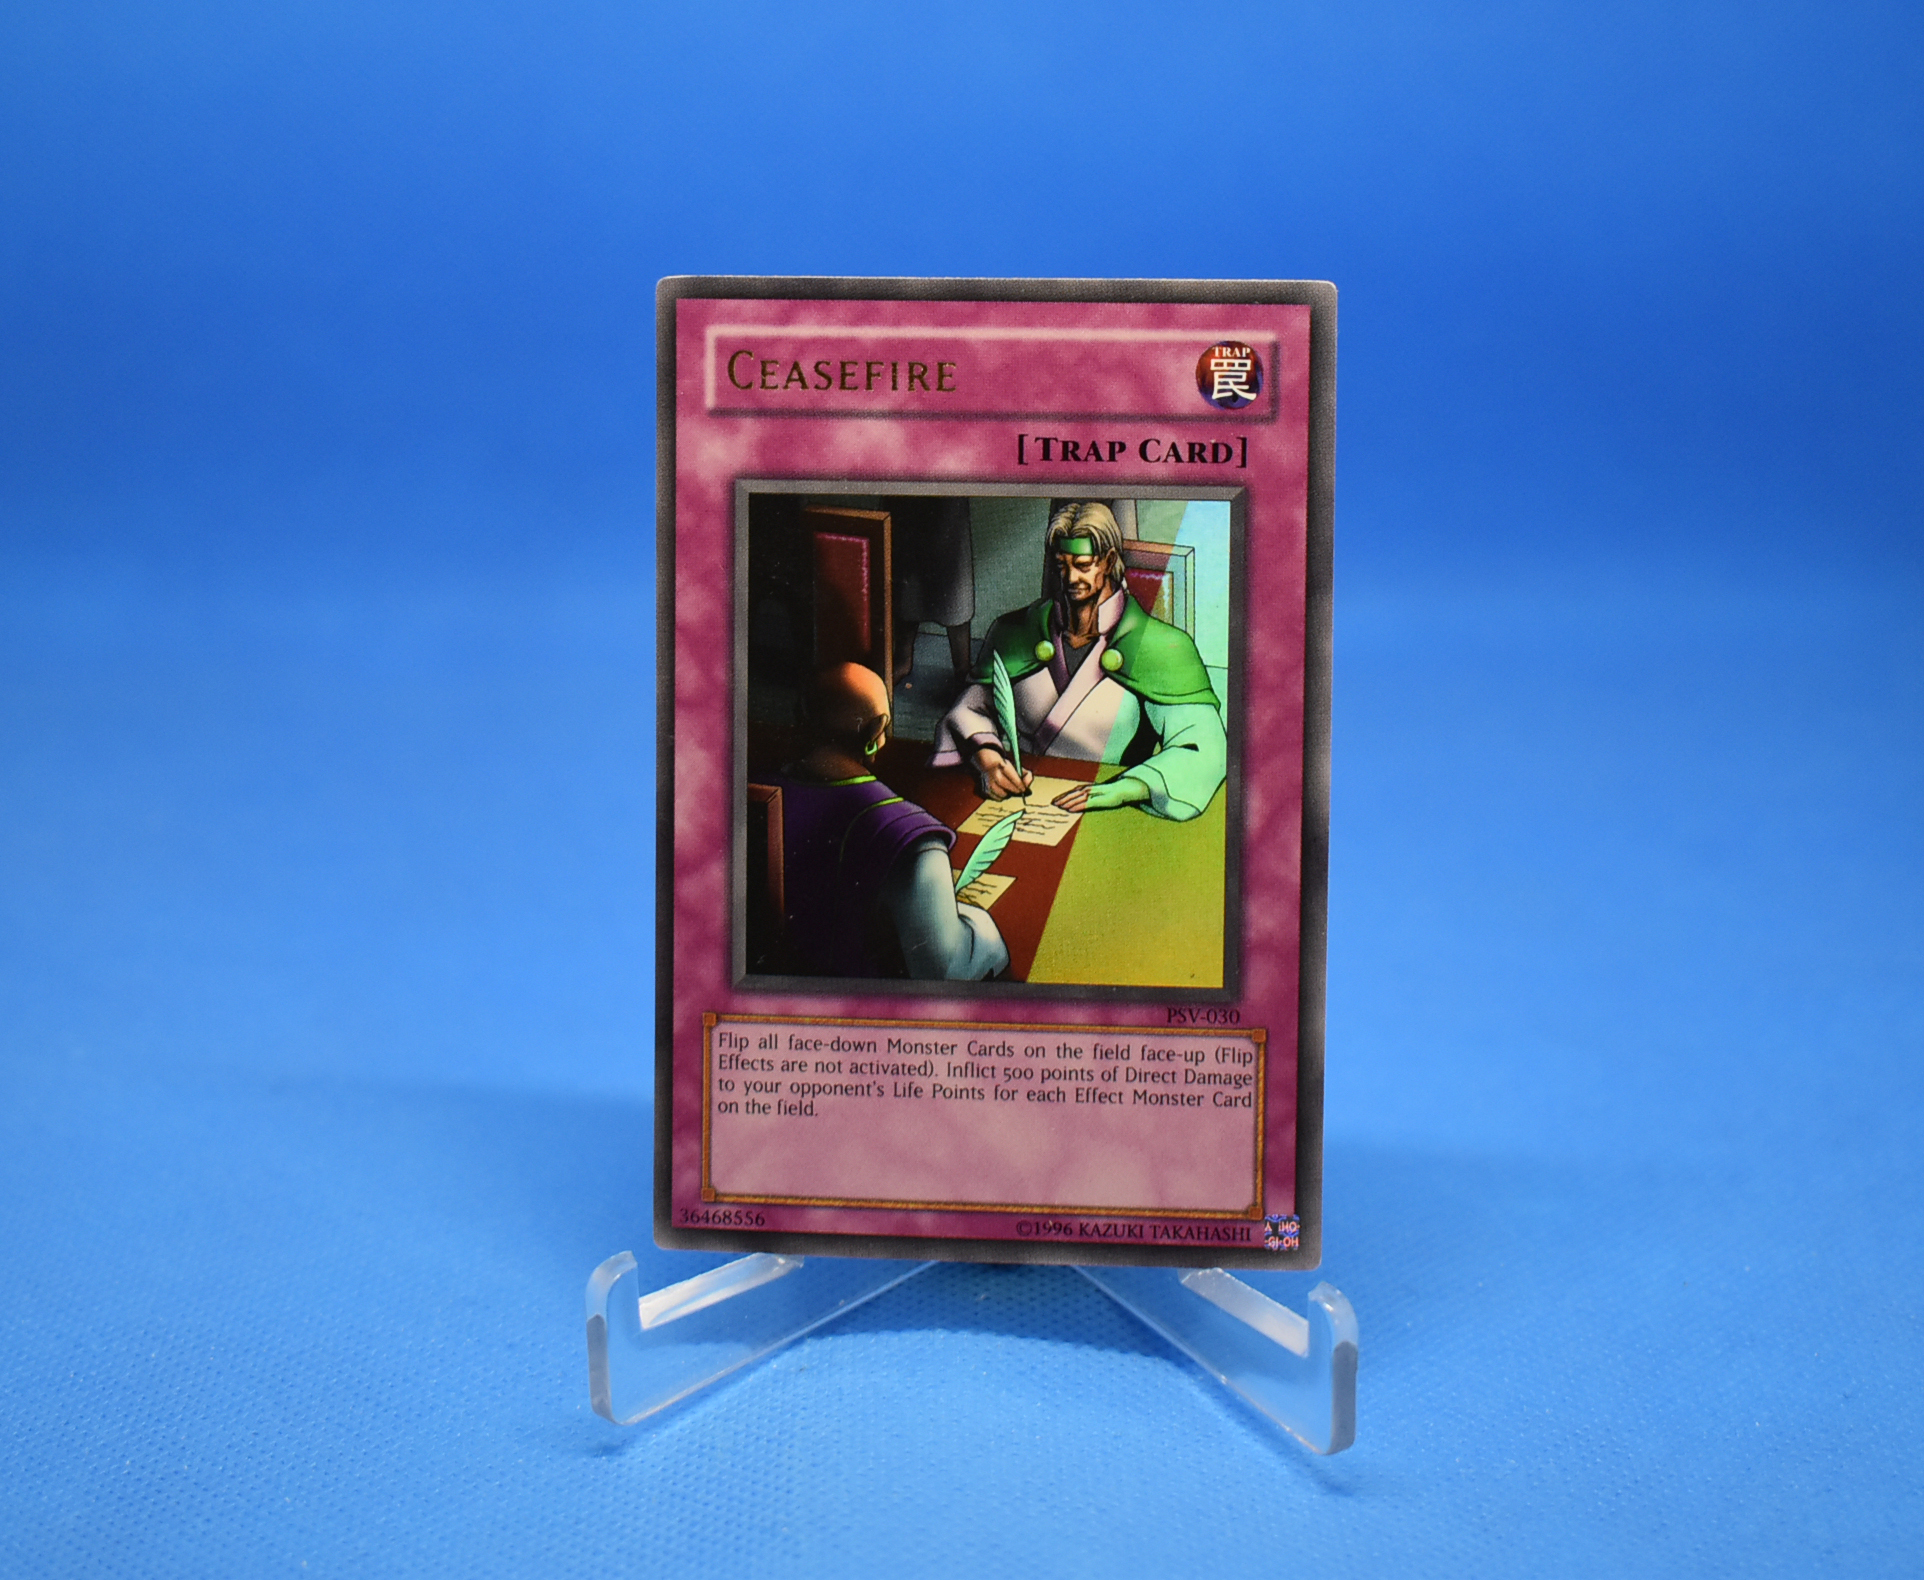 CEASEFIRE
TRAP
罠
[TRAP CARD]
PSV-030
Flip all face-down Monster Cards on the field face-up (Flip
Effects are not activated). Inflict 500 points of Direct Damage
to your opponent's Life Points for each Effect Monster Card
on the field.
36468556
©1996 KAZUKI TAKAHASHI